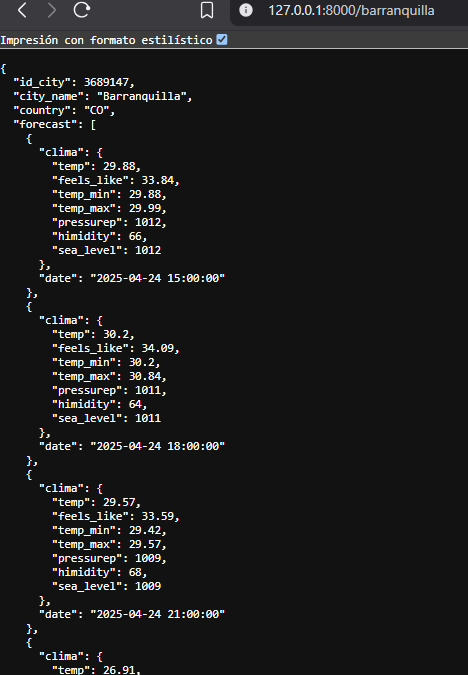 127.0.0.1:8000/barranquilla
Impresión con formato estilístico
{
  "id_city": 3689147,
  "city_name": "Barranquilla",
  "country": "CO",
  "forecast": [
    {
      "clima": {
        "temp": 29.88,
        "feels_like": 33.84,
        "temp_min": 29.88,
        "temp_max": 29.99,
        "pressurep": 1012,
        "himidity": 66,
        "sea_level": 1012
      },
      "date": "2025-04-24 15:00:00"
    },
    {
      "clima": {
        "temp": 30.2,
        "feels_like": 34.09,
        "temp_min": 30.2,
        "temp_max": 30.84,
        "pressurep": 1011,
        "himidity": 64,
        "sea_level": 1011
      },
      "date": "2025-04-24 18:00:00"
    },
    {
      "clima": {
        "temp": 29.57,
        "feels_like": 33.59,
        "temp_min": 29.42,
        "temp_max": 29.57,
        "pressurep": 1009,
        "himidity": 68,
        "sea_level": 1009
      },
      "date": "2025-04-24 21:00:00"
    },
    {
      "clima": {
        "temp": 26.91,